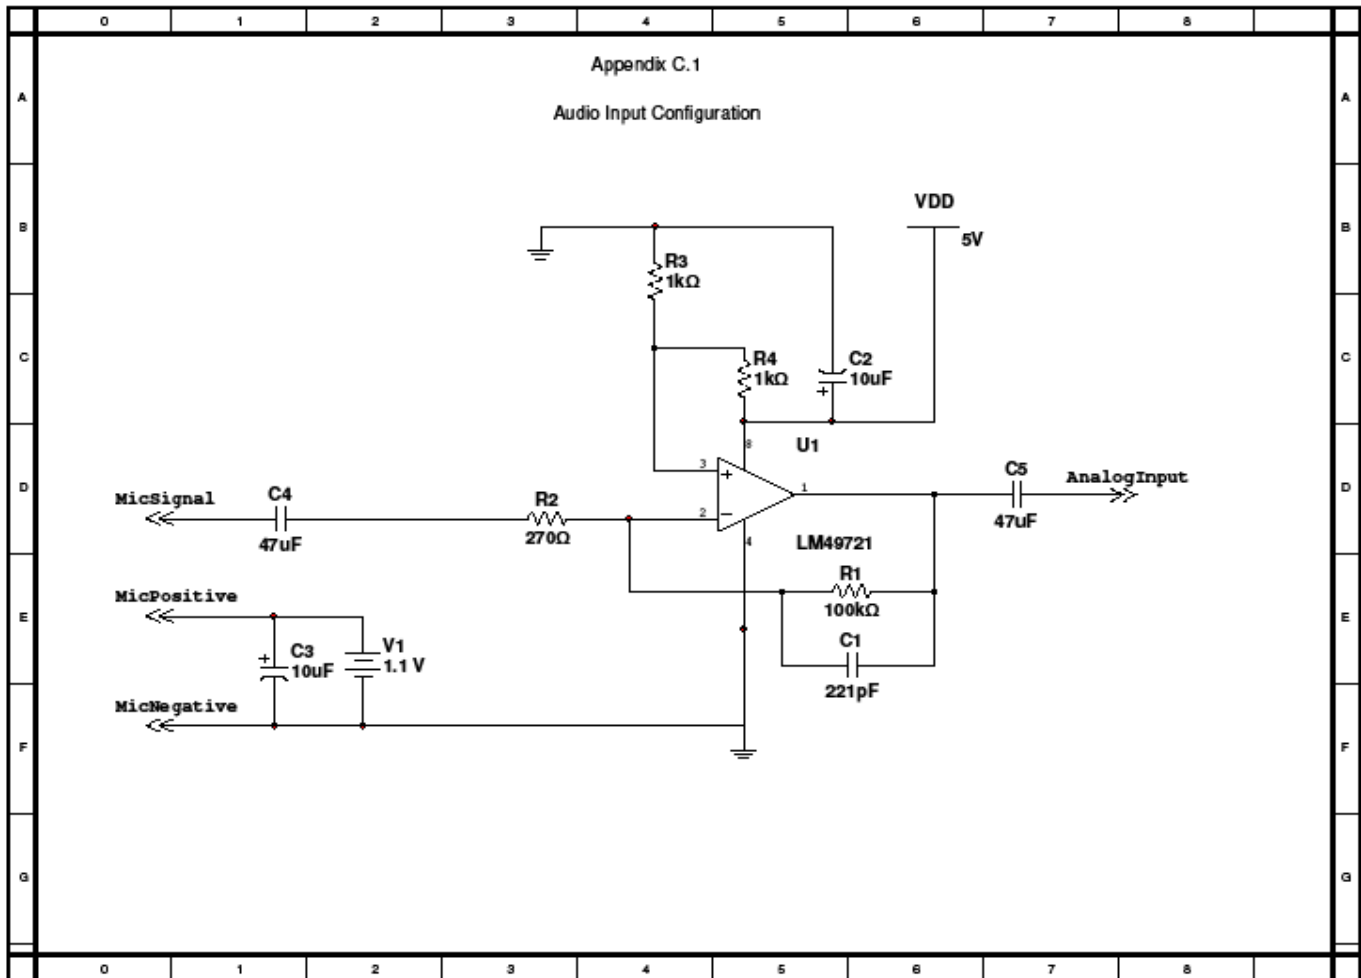 0 1 2 3 4 5 6 7 8
Appendix C.1
A A
Audio Input Configuration
VDD
B B
5V
R3
1kΩ
C C
R4
1kΩ
C2
10uF
+
8
U1
3
+
1
C5
AnalogInput
47uF
D D
MicSignal
C4
47uF
R2
270Ω
2
−
4
LM49721
R1
100kΩ
MicPositive
E E
C1
221pF
+
C3
10uF
V1
1.1 V
MicNegative
F F
G G
0 1 2 3 4 5 6 7 8